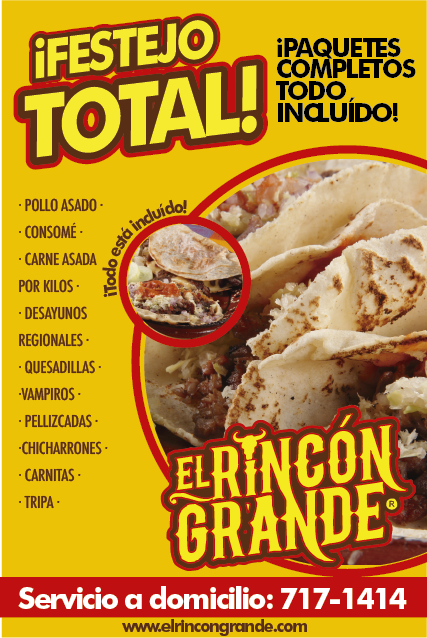 ¡FESTEJO
TOTAL!
¡PAQUETES
COMPLETOS
TODO
INCLUÍDO!
· POLLO ASADO ·
· CONSOMÉ ·
· CARNE ASADA
POR KILOS ·
· DESAYUNOS
REGIONALES ·
· QUESADILLAS ·
·VAMPIROS ·
· PELLIZCADAS ·
·CHICHARRONES ·
· CARNITAS ·
· TRIPA ·
¡Todo está incluído!
EL RINCÓN
GRANDE®
Servicio a domicilio: 717-1414
www.elrincongrande.com